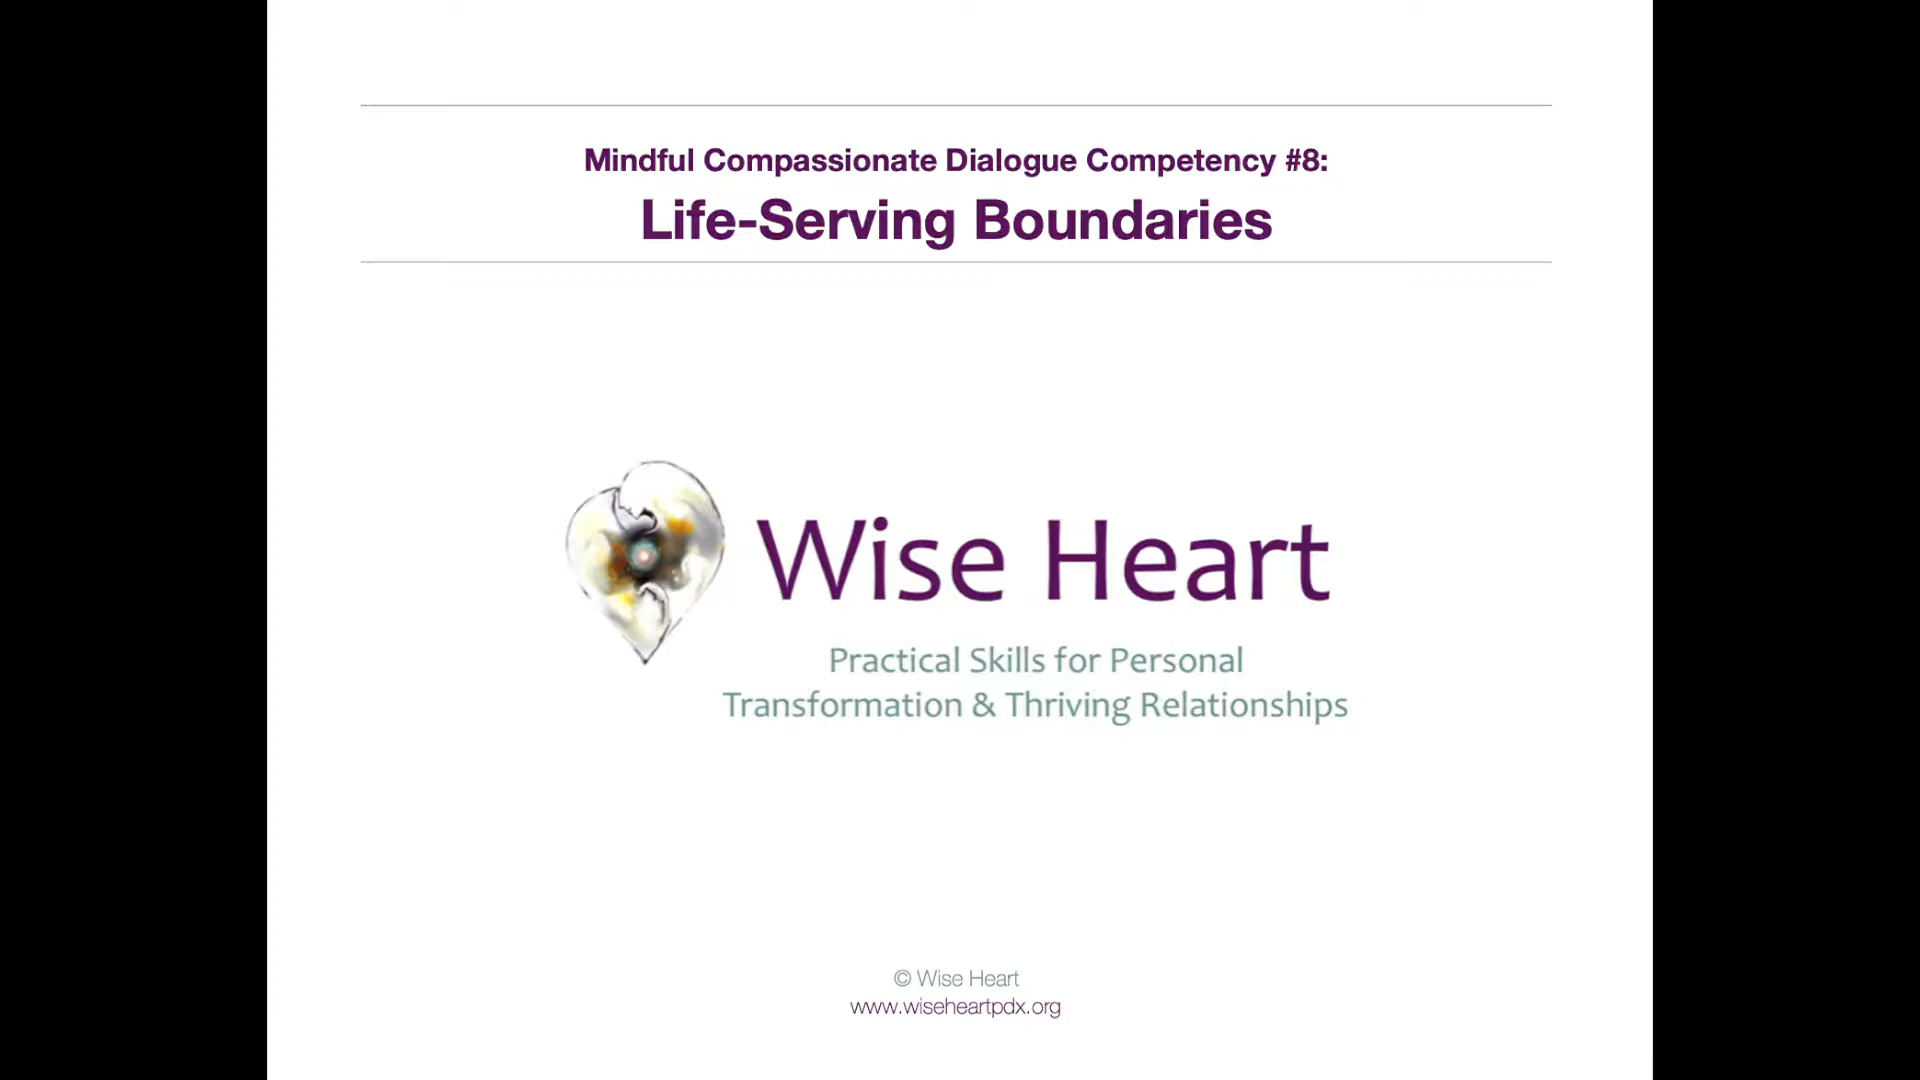 Mindful Compassionate Dialogue Competency #8:
Life-Serving Boundaries
Wise Heart
Practical Skills for Personal
Transformation & Thriving Relationships
© Wise Heart
www.wiseheartpdx.org